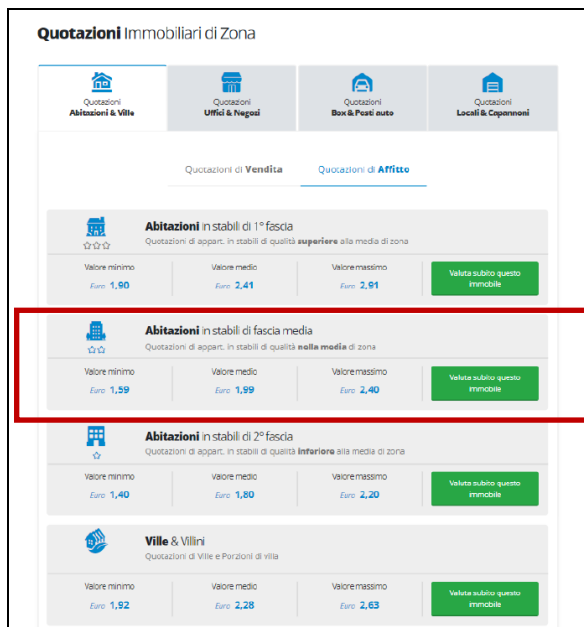 Quotazioni Immobiliari di Zona
Quotazioni
Abitazioni & Ville
Quotazioni
Uffici & Negozi
Quotazioni
Box & Posti auto
Quotazioni
Locali & Capannoni
Quotazioni di Vendita
Quotazioni di Affitto
Abitazioni in stabili di 1° fascia
Quotazioni di appart. in stabili di qualità superiore alla media di zona
Valore minimo
Valore medio
Valore massimo
Euro 1,90
Euro 2,41
Euro 2,91
Valuta subito questo
immobile
Abitazioni in stabili di fascia media
Quotazioni di appart. in stabili di qualità nella media di zona
Valore minimo
Valore medio
Valore massimo
Euro 1,59
Euro 1,99
Euro 2,40
Valuta subito questo
immobile
Abitazioni in stabili di 2° fascia
Quotazioni di appart. in stabili di qualità inferiore alla media di zona
Valore minimo
Valore medio
Valore massimo
Euro 1,40
Euro 1,80
Euro 2,20
Valuta subito questo
immobile
Ville & Villini
Quotazioni di Ville e Porzioni di villa
Valore minimo
Valore medio
Valore massimo
Euro 1,92
Euro 2,28
Euro 2,63
Valuta subito questo
immobile